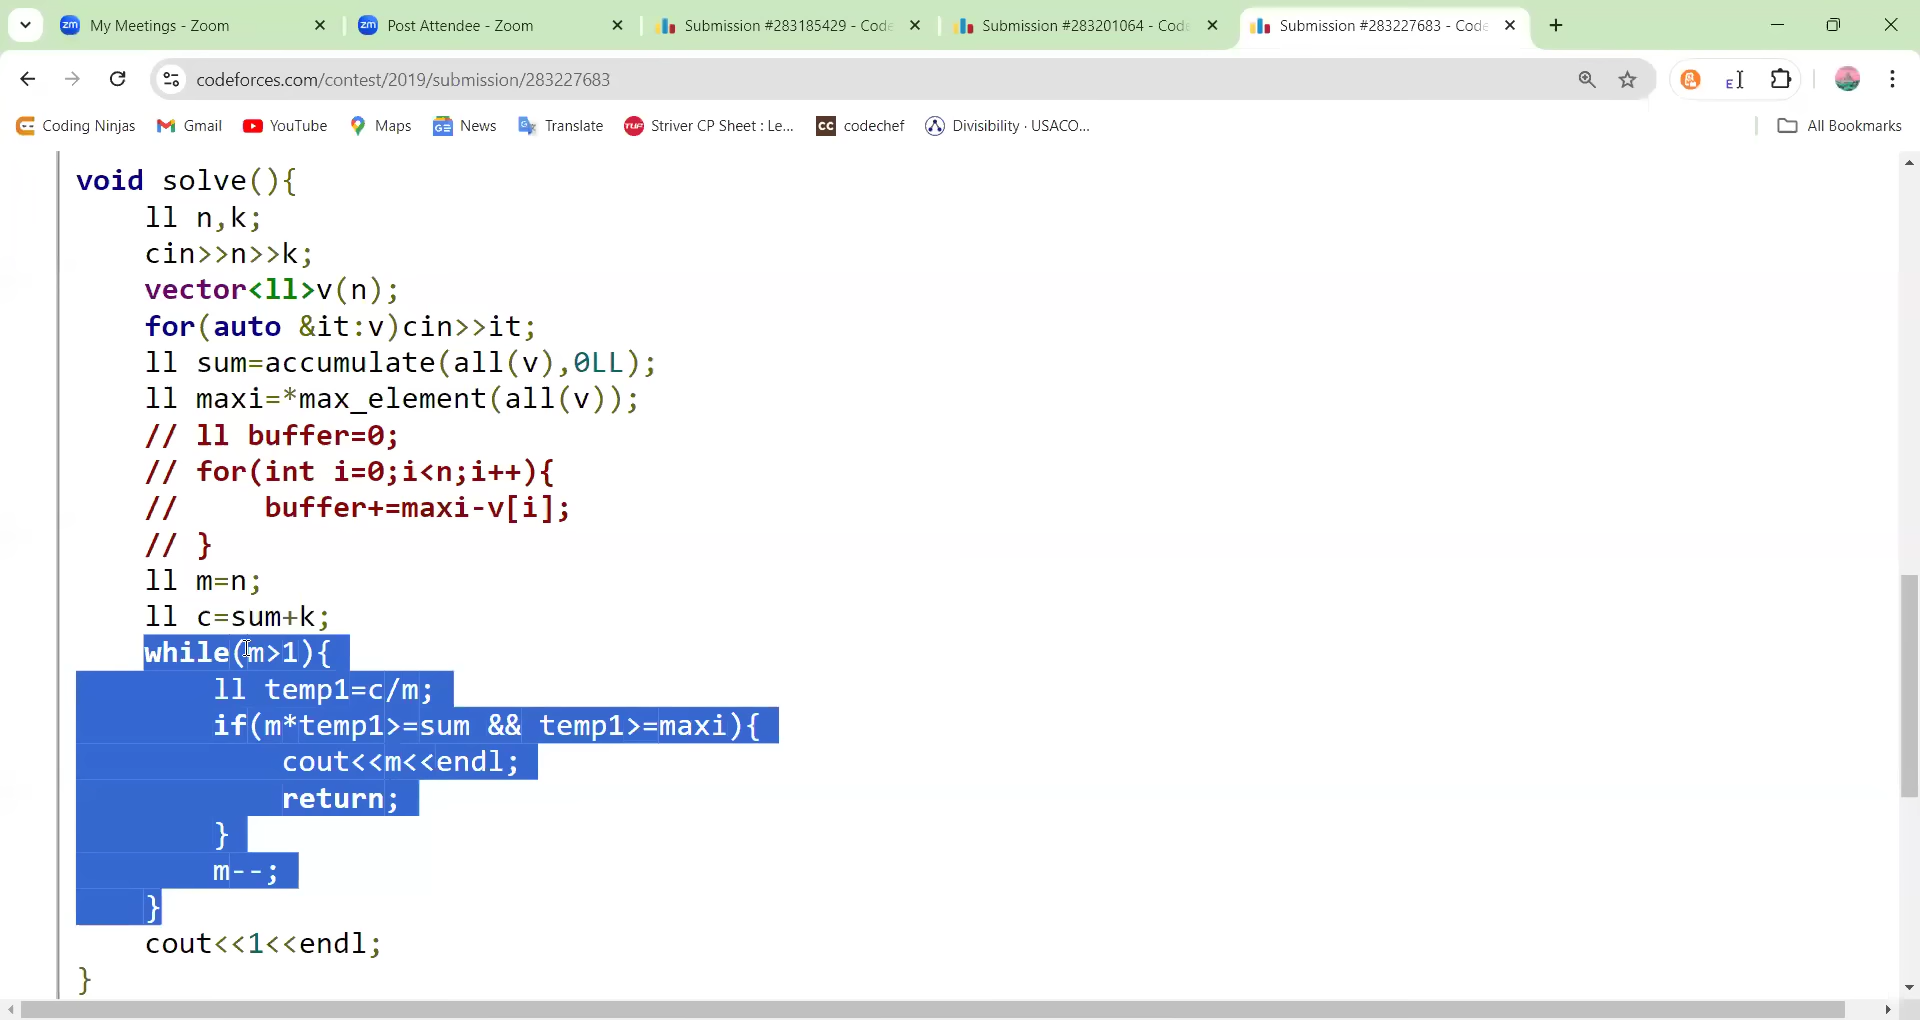 My Meetings - Zoom
Post Attendee - Zoom
Submission #283185429 - Code
Submission #283201064 - Code
Submission #283227683 - Code
codeforces.com/contest/2019/submission/283227683
Coding Ninjas
Gmail
YouTube
Maps
News
Translate
Striver CP Sheet : Le...
codechef
Divisibility · USACO...
All Bookmarks
void solve(){
ll n,k;
cin>>n>>k;
vector<ll>v(n);
for(auto &it:v)cin>>it;
ll sum=accumulate(all(v),0LL);
ll maxi=*max_element(all(v));
// ll buffer=0;
// for(int i=0;i<n;i++){
//     buffer+=maxi-v[i];
// }
ll m=n;
ll c=sum+k;
while(m>1){
ll temp1=c/m;
if(m*temp1>=sum && temp1>=maxi){
cout<<m<<endl;
return;
}
m--;
}
cout<<1<<endl;
}